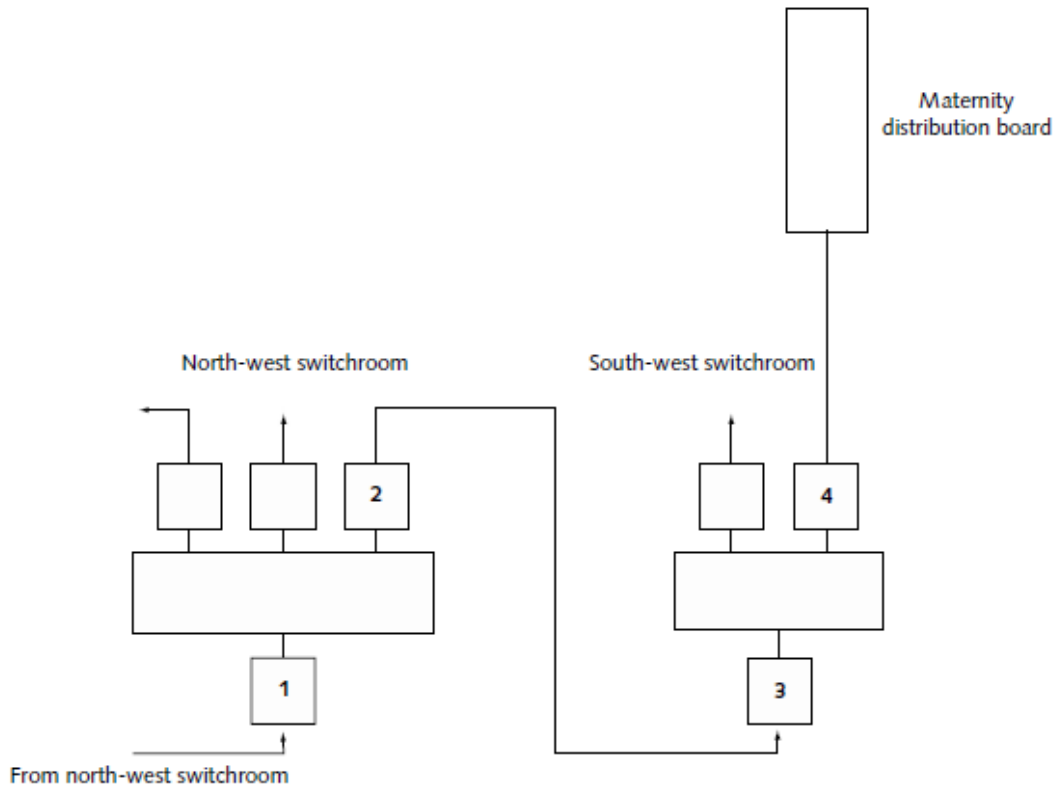 Maternity
distribution board
North-west switchroom
South-west switchroom
2
4
1
3
From north-west switchroom